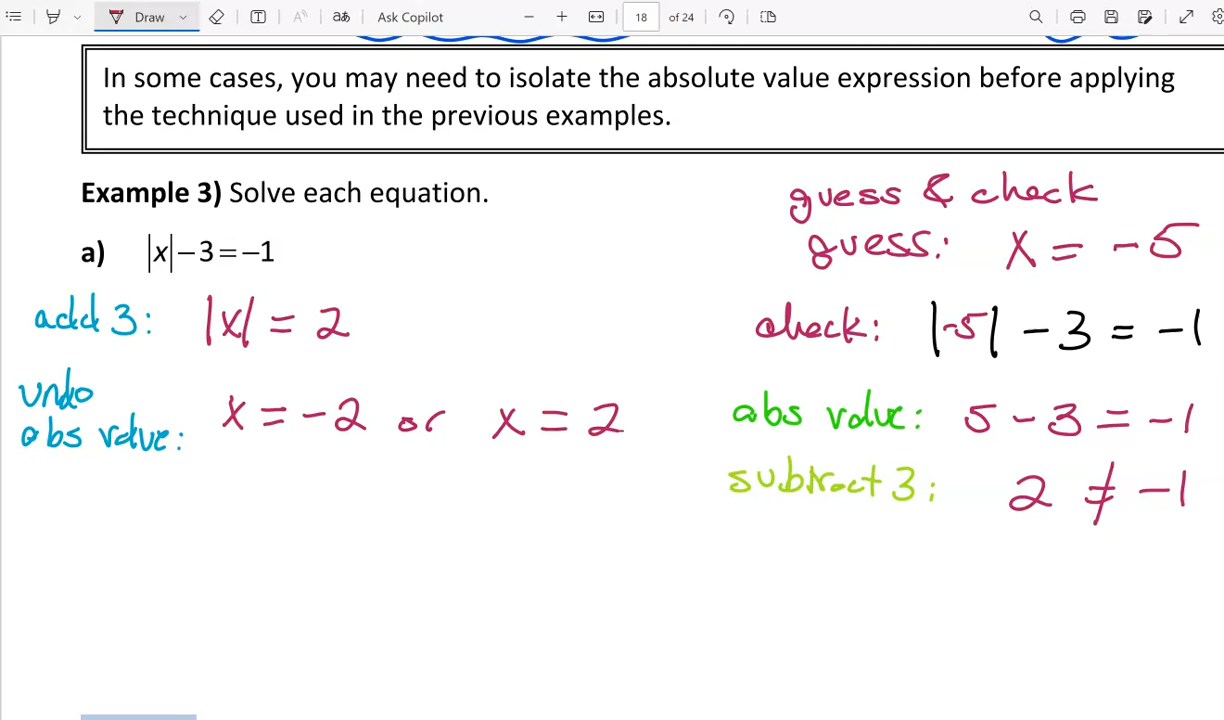 Draw
Ask Copilot
18 of 24
In some cases, you may need to isolate the absolute value expression before applying
the technique used in the previous examples.
Example 3) Solve each equation.
a) |x|−3=−1
add 3: |x| = 2
undo
abs value: x = -2 or x = 2
guess & check
guess: x = -5
check: |-5| - 3 = -1
abs value: 5 - 3 = -1
subtract 3: 2 ≠ -1